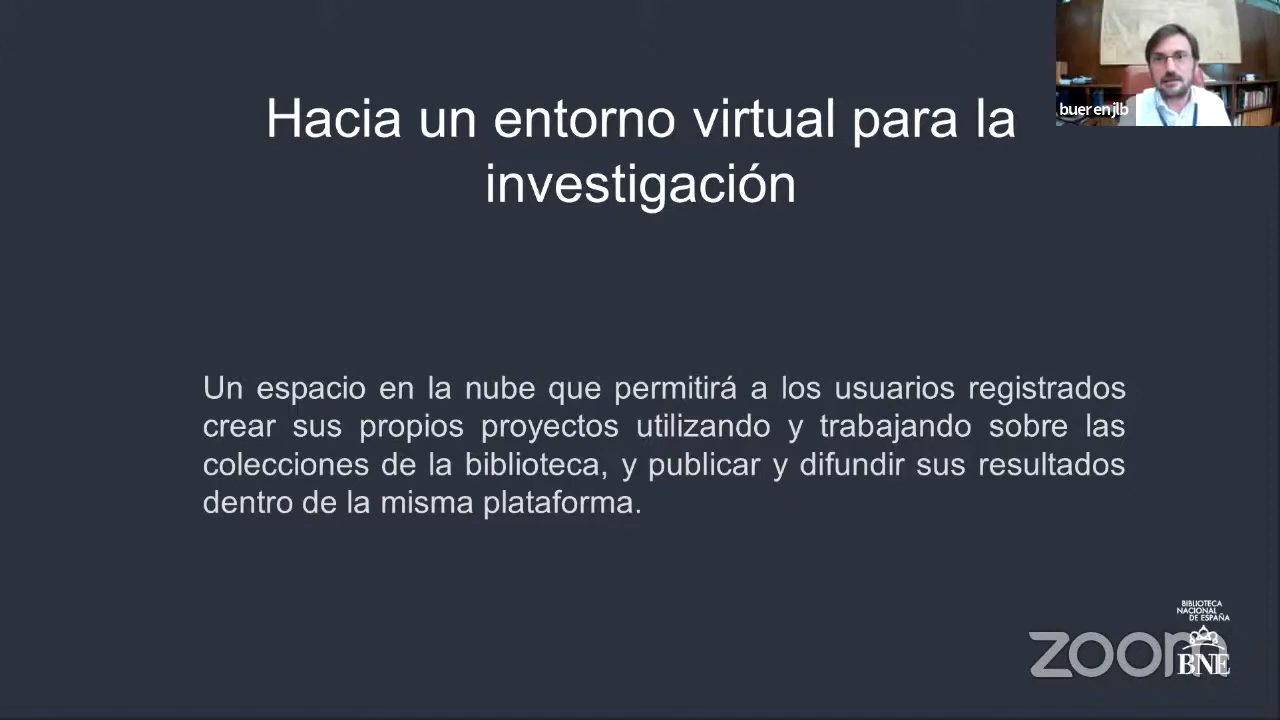 buerenjlb
Hacia un entorno virtual para la
investigación
Un espacio en la nube que permitirá a los usuarios registrados
crear sus propios proyectos utilizando y trabajando sobre las
colecciones de la biblioteca, y publicar y difundir sus resultados
dentro de la misma plataforma.
BIBLIOTECA
NACIONAL
DE ESPAÑA
zoom
BNE